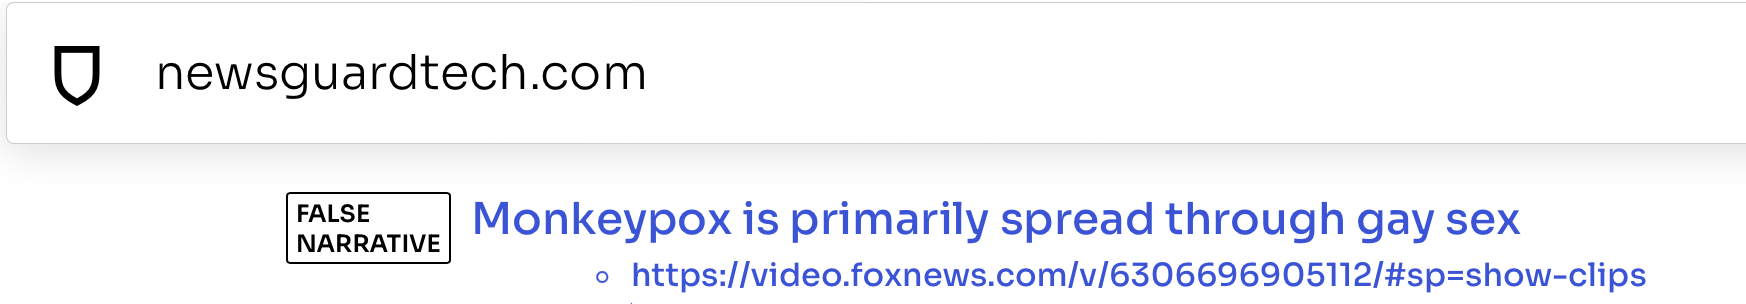 newsguardtech.com
FALSE
NARRATIVE
Monkeypox is primarily spread through gay sex
https://video.foxnews.com/v/6306696905112/#sp=show-clips